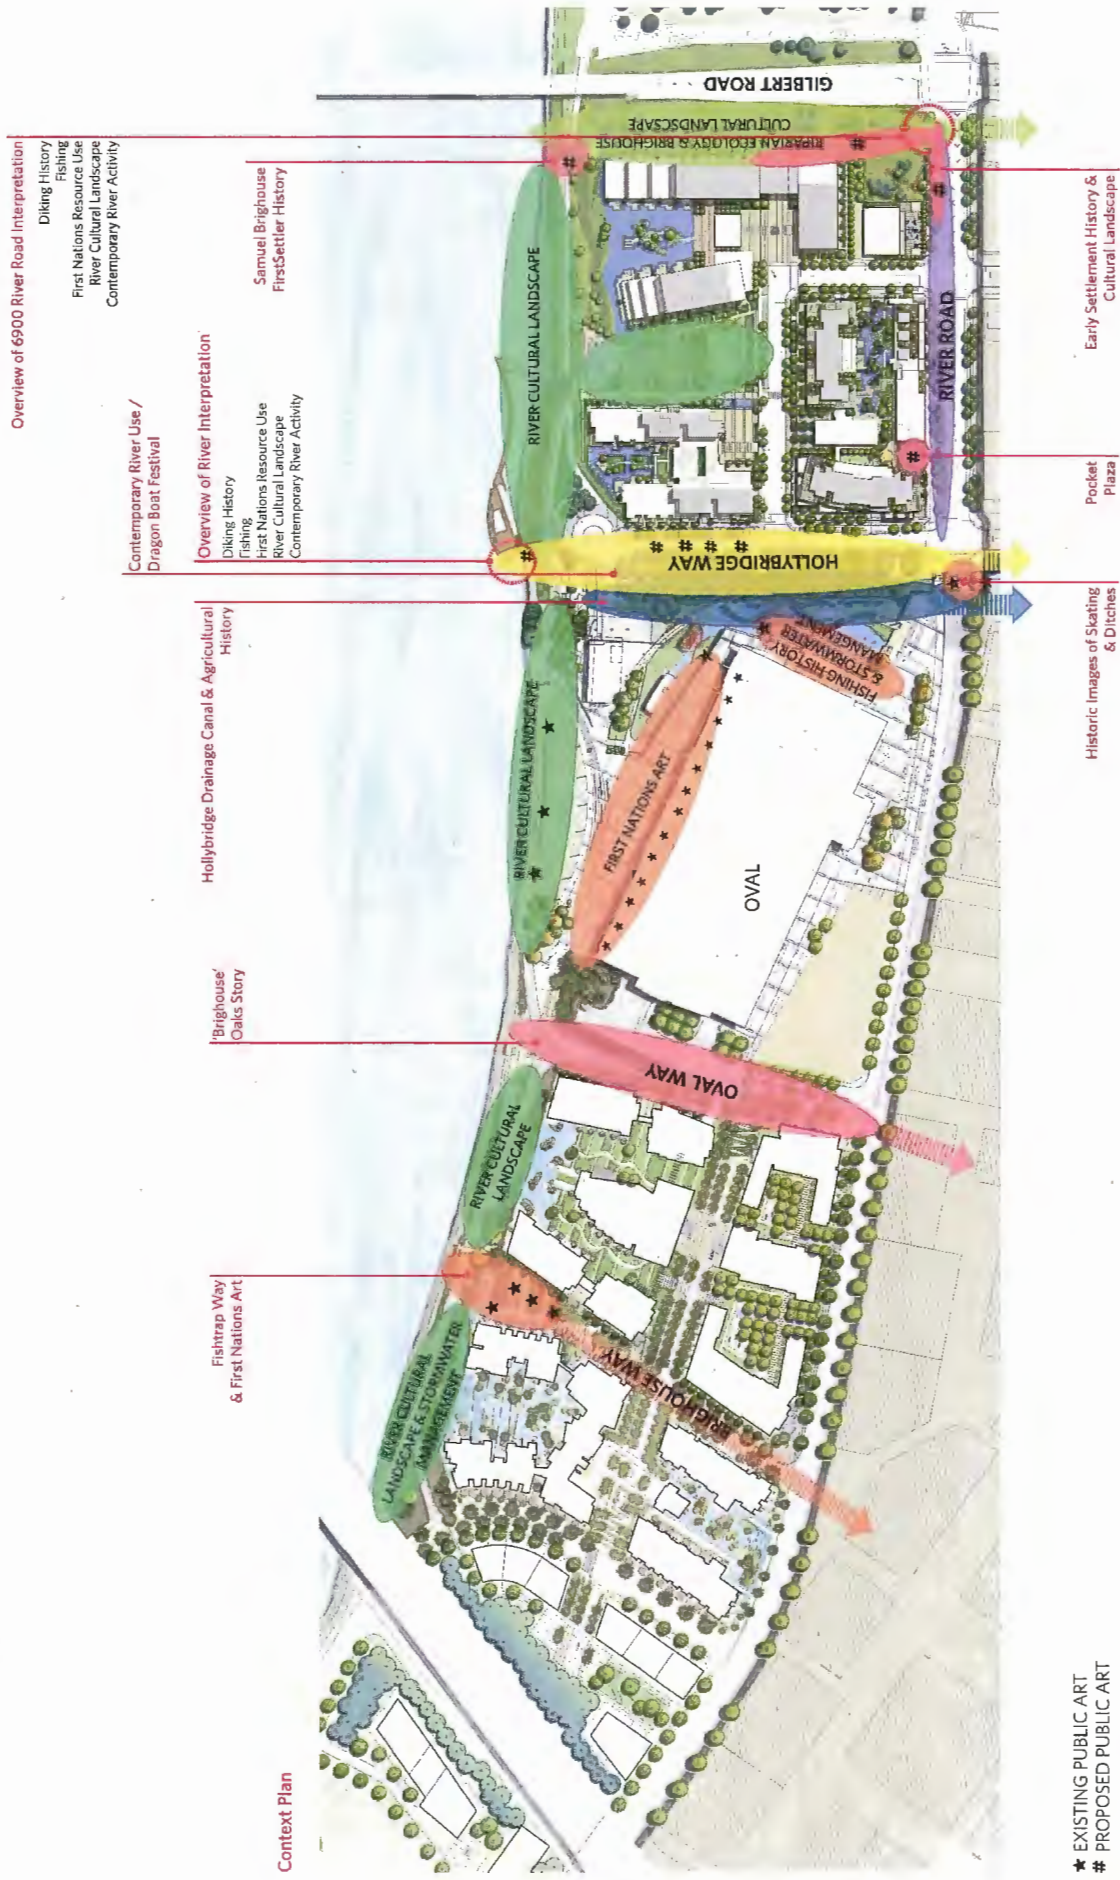 Context Plan
Overview of 6900 River Road Interpretation
Diking History
Fishing
First Nations Resource Use
River Cultural Landscape
Contemporary River Activity
Contemporary River Use /
Dragon Boat Festival
Overview of River Interpretation
Diking History
Fishing
First Nations Resource Use
River Cultural Landscape
Contemporary River Activity
Samuel Brighouse
FirstSettler History
Hollybridge Drainage Canal & Agricultural
History
'Brighouse'
Oaks Story
Fishtrap Way
& First Nations Art
RIVER CULTURAL
LANDSCAPE & STORMWATER
MANAGEMENT
RIVER CULTURAL
LANDSCAPE
RIVER CULTURAL LANDSCAPE
RIVER CULTURAL LANDSCAPE
BRIGHOUSE WAY
OVAL WAY
FIRST NATIONS ART
OVAL
FISHING HISTORY
& STORMWATER
MANGEMENT
HOLLYBRIDGE WAY
RIVER ROAD
RIPARIAN ECOLOGY & BRIGHOUSE
CULTURAL LANDSCSAPE
GILBERT ROAD
Historic Images of Skating
& Ditches
Pocket
Plaza
Early Settlement History &
Cultural Landscape
★ EXISTING PUBLIC ART
# PROPOSED PUBLIC ART